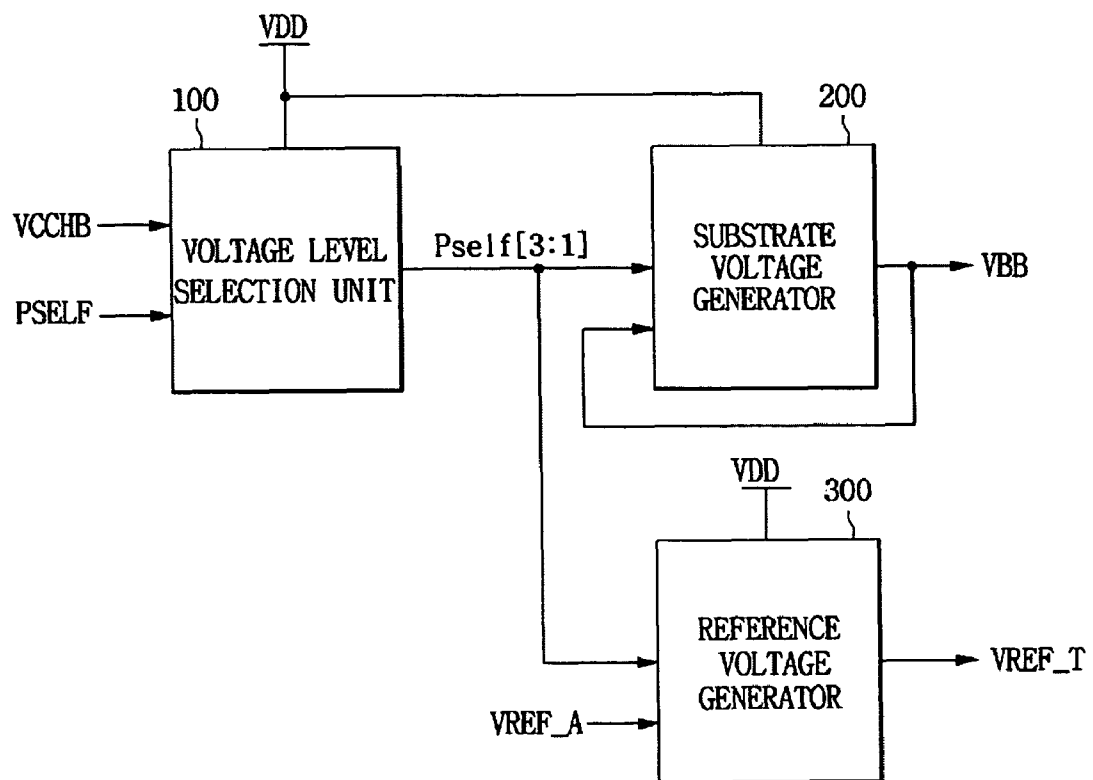 VDD
100
200
VCCHB
PSELF
VOLTAGE LEVEL
SELECTION UNIT
Pself[3:1]
SUBSTRATE
VOLTAGE
GENERATOR
VBB
VDD
300
REFERENCE
VOLTAGE
GENERATOR
VREF_A
VREF_T